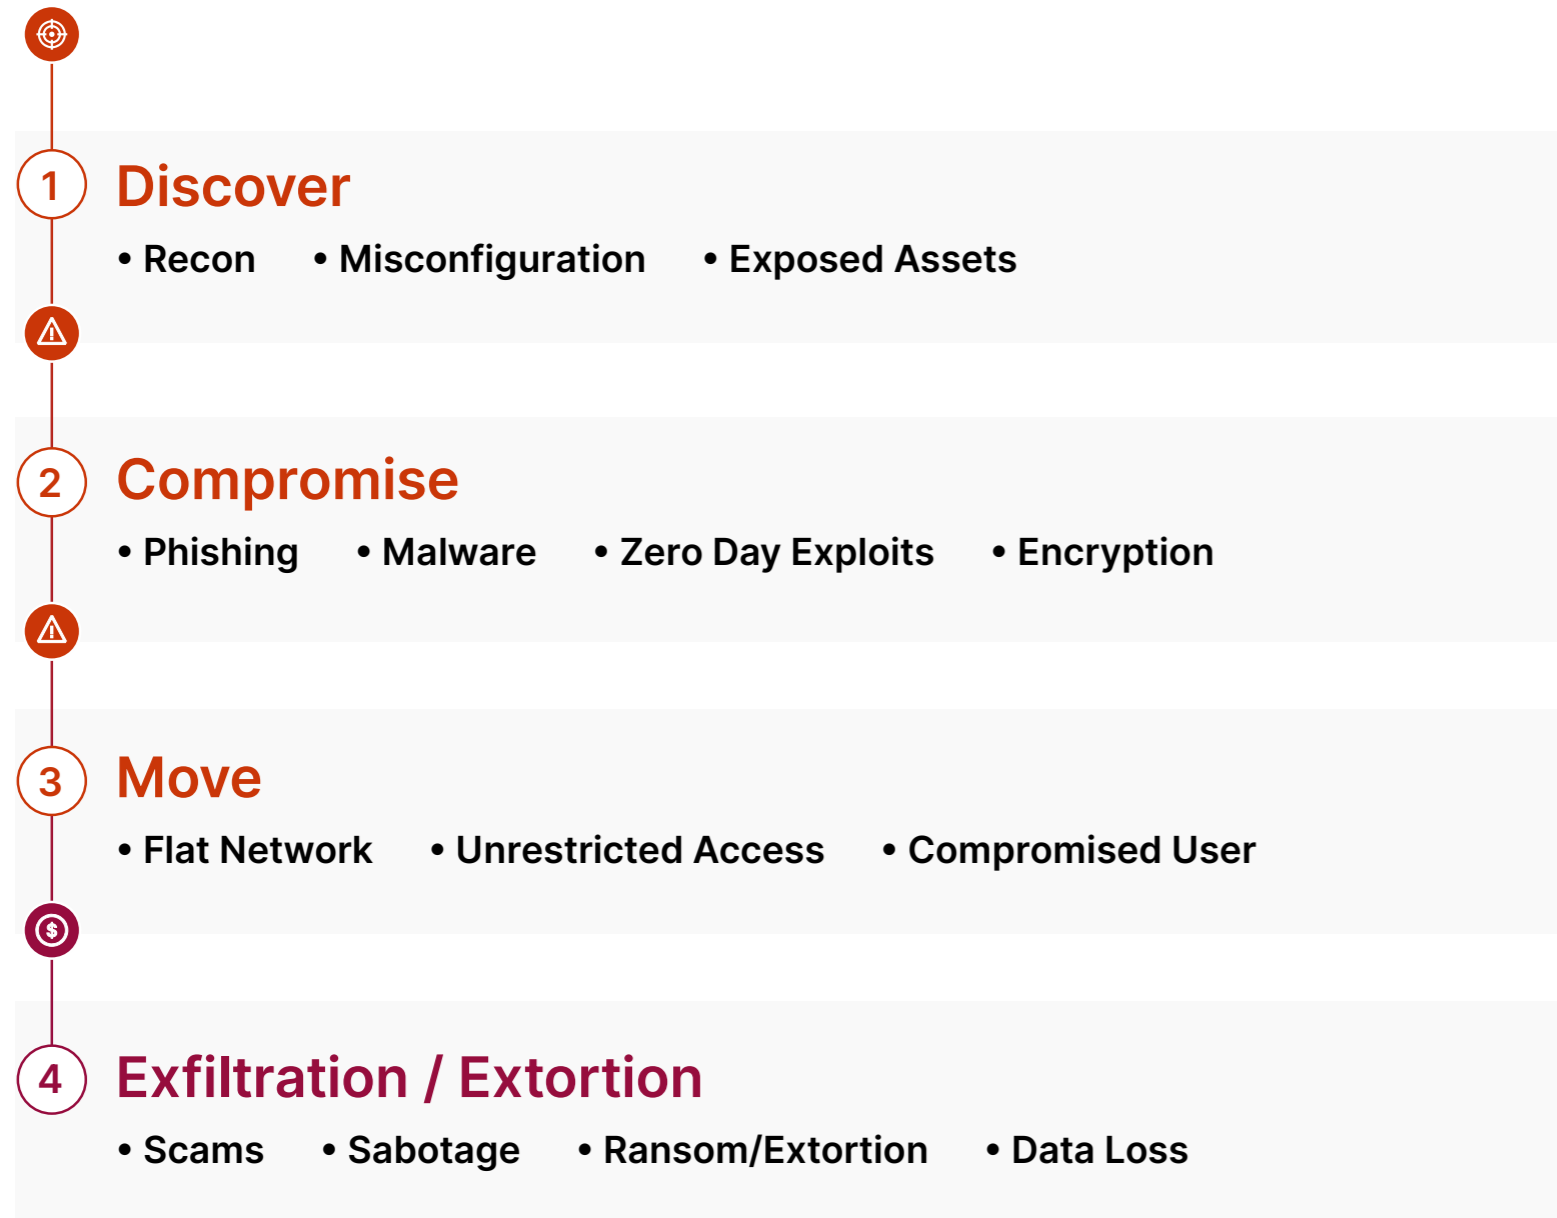 1 Discover
• Recon • Misconfiguration • Exposed Assets
2 Compromise
• Phishing • Malware • Zero Day Exploits • Encryption
3 Move
• Flat Network • Unrestricted Access • Compromised User
$
4 Exfiltration / Extortion
• Scams • Sabotage • Ransom/Extortion • Data Loss